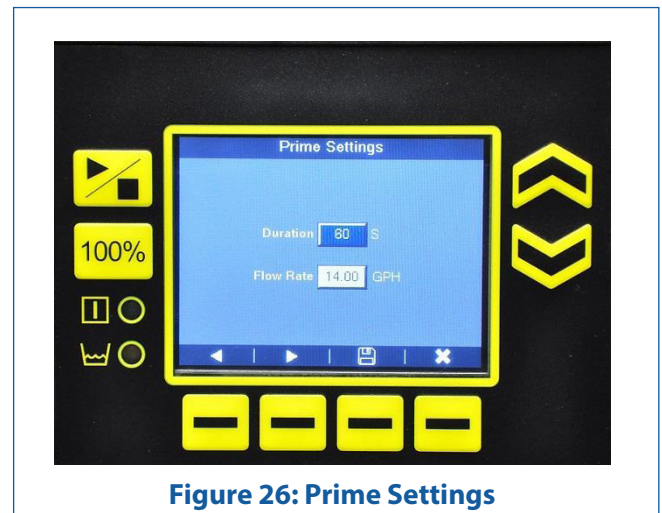 Prime Settings
100%
Duration 60 S
Flow Rate 14.00 GPH
Figure 26: Prime Settings